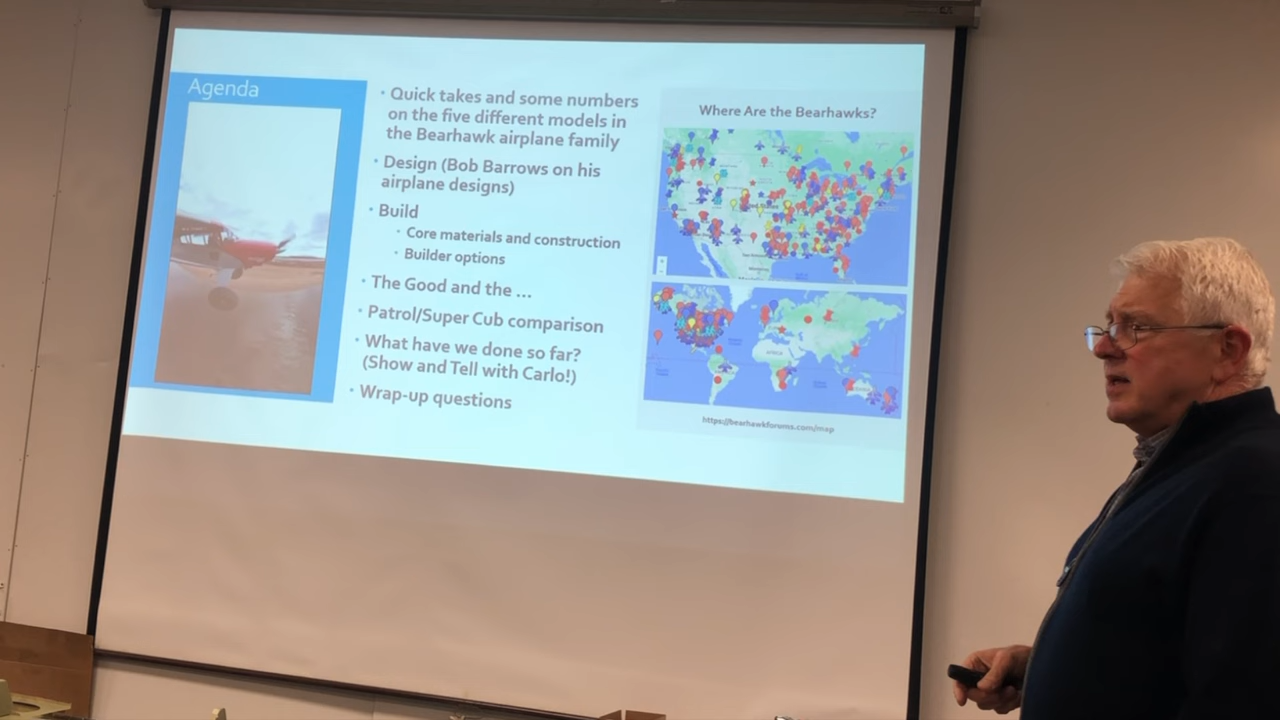 Agenda
Quick takes and some numbers
on the five different models in
the Bearhawk airplane family
Design (Bob Barrows on his
airplane designs)
Build
Core materials and construction
Builder options
The Good and the ...
Patrol/Super Cub comparison
What have we done so far?
(Show and Tell with Carlo!)
Wrap-up questions
Where Are the Bearhawks?
AFRICA
https://bearhawkforums.com/map